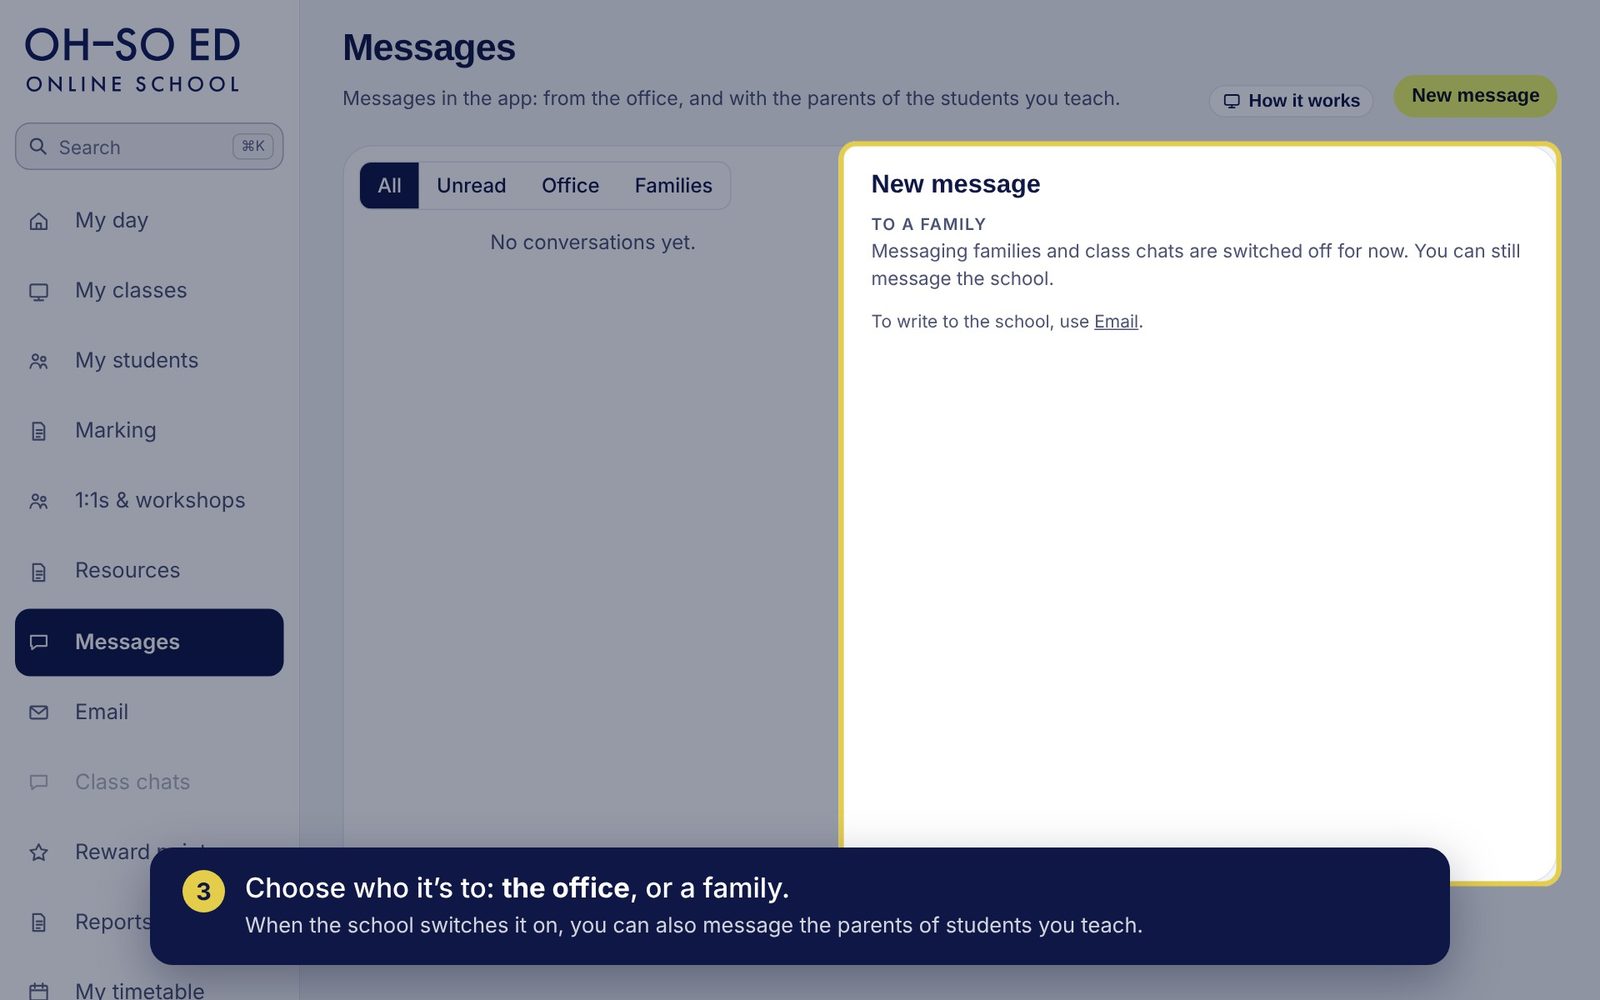 OH–SO ED
ONLINE SCHOOL
Search
⌘K
My day
My classes
My students
Marking
1:1s & workshops
Resources
Messages
Email
Class chats
Reward
Reports
My timetable
Messages
Messages in the app: from the office, and with the parents of the students you teach.
How it works
New message
All
Unread
Office
Families
No conversations yet.
New message
TO A FAMILY
Messaging families and class chats are switched off for now. You can still
message the school.
To write to the school, use Email.
3
Choose who it’s to: the office, or a family.
When the school switches it on, you can also message the parents of students you teach.